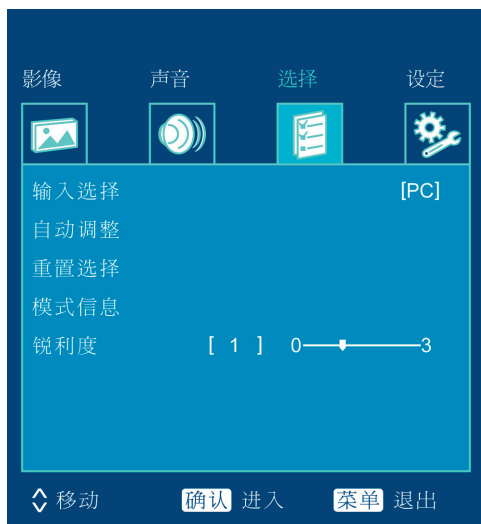 影像 声音 选择 设定
输入选择 [PC]
自动调整
重置选择
模式信息
锐利度 [ 1 ] 0 3
移动 确认 进入 菜单 退出